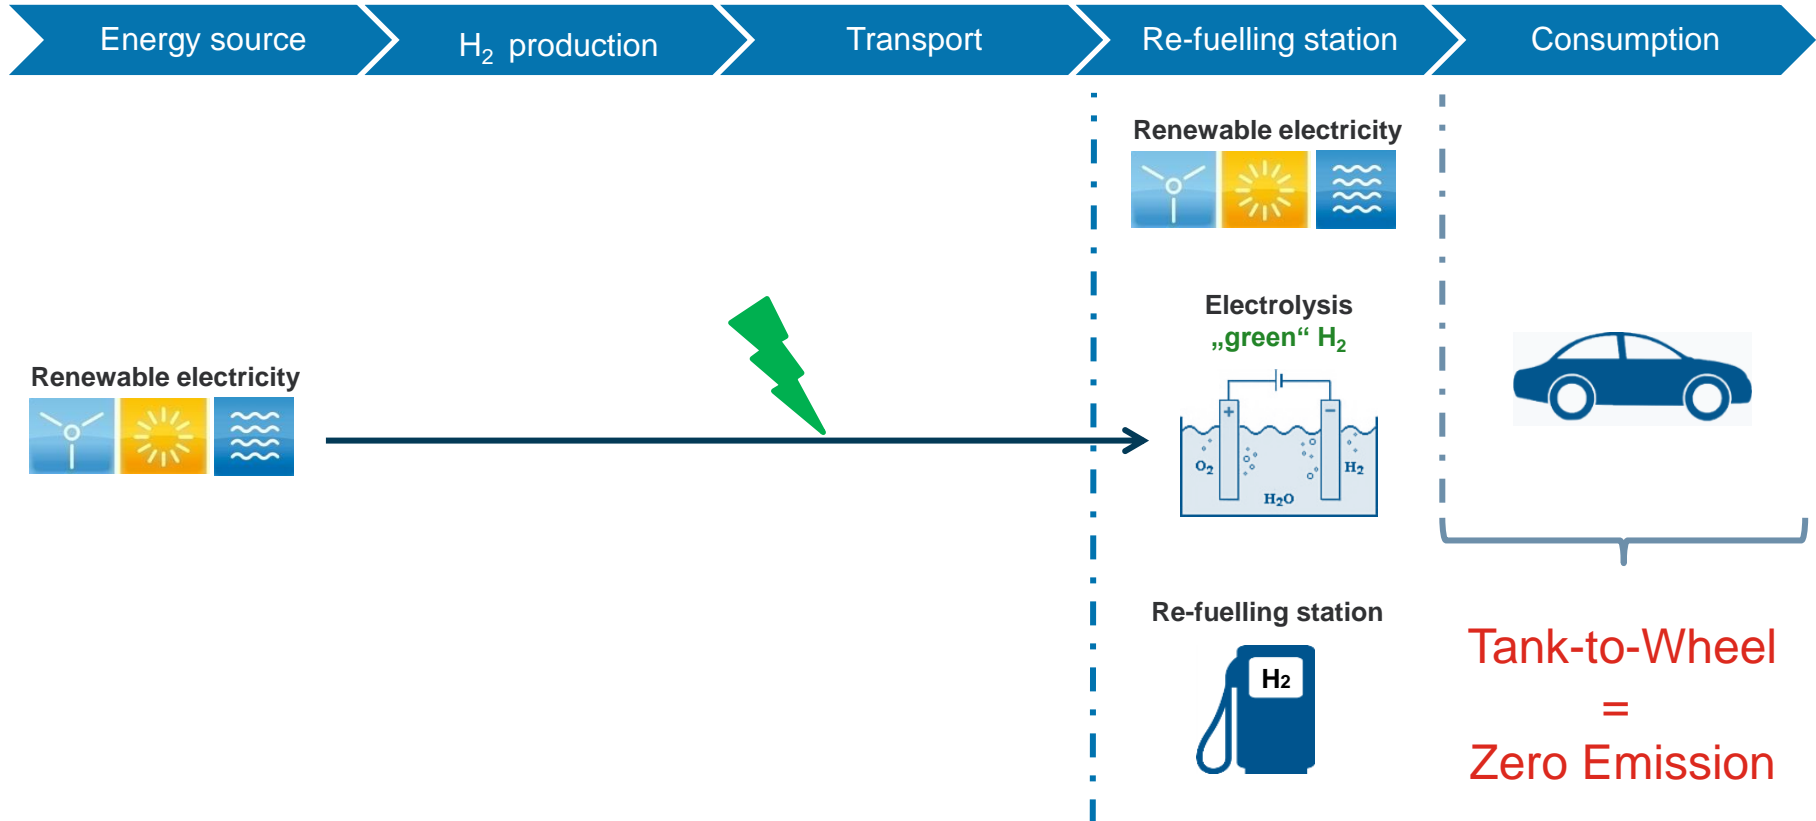 Energy source
H₂ production
Transport
Re-fuelling station
Consumption
Renewable electricity
Renewable electricity
Electrolysis
„green“ H₂
+
−
O₂
H₂
H₂O
Re-fuelling station
H2
Tank-to-Wheel
=
Zero Emission